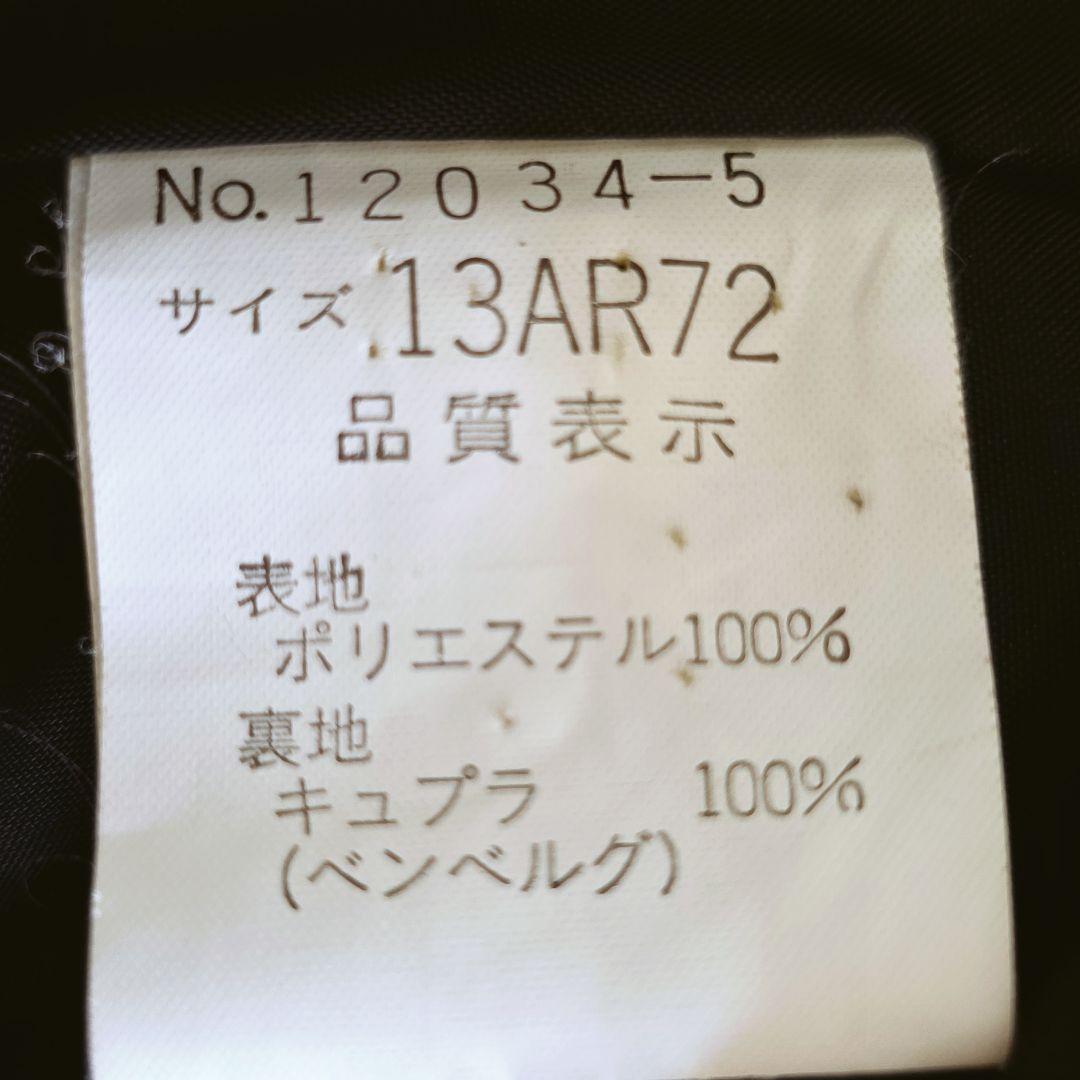 No.12034-5
サイズ 13AR72
品質表示
表地
ポリエステル100%
裏地
キュプラ 100%
(ベンベルグ)